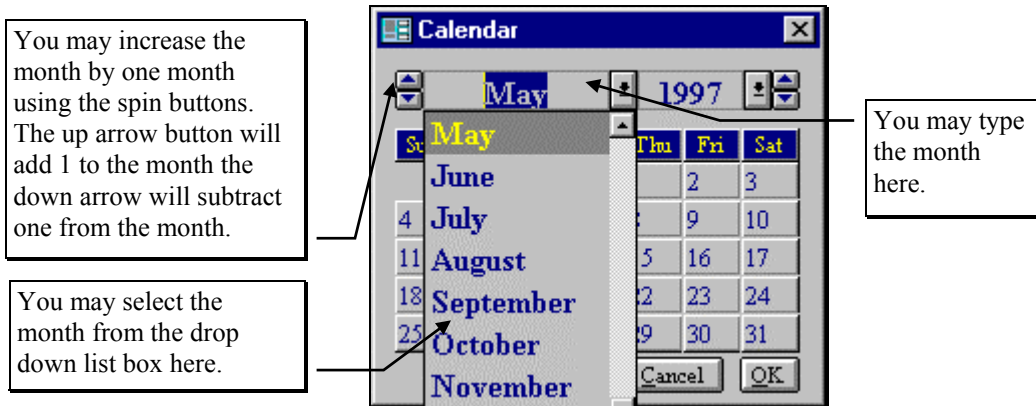 You may increase the
month by one month
using the spin buttons.
The up arrow button will
add 1 to the month the
down arrow will subtract
one from the month.
You may select the
month from the drop
down list box here.
Calendar
May 1997
May
June
July
August
September
October
November
Thu Fri Sat
2 3
4 9 10
11 16 17
18 23 24
25 30 31
Cancel OK
You may type
the month
here.